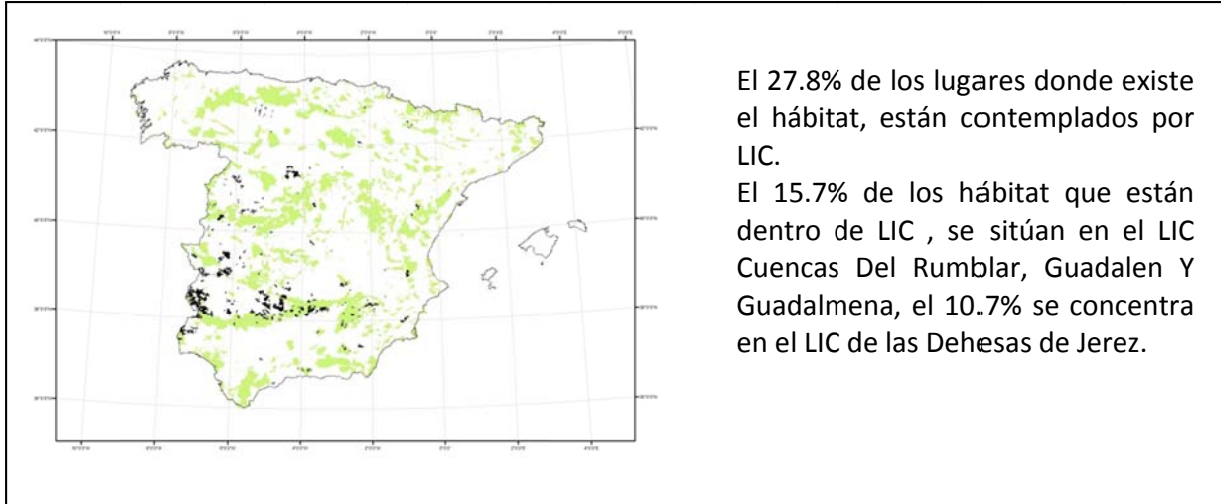 El 27.8% de los lugares donde existe
el hábitat, están contemplados por
LIC.
El 15.7% de los hábitat que están
dentro de LIC , se sitúan en el LIC
Cuencas Del Rumblar, Guadalen Y
Guadalmena, el 10.7% se concentra
en el LIC de las Dehesas de Jerez.